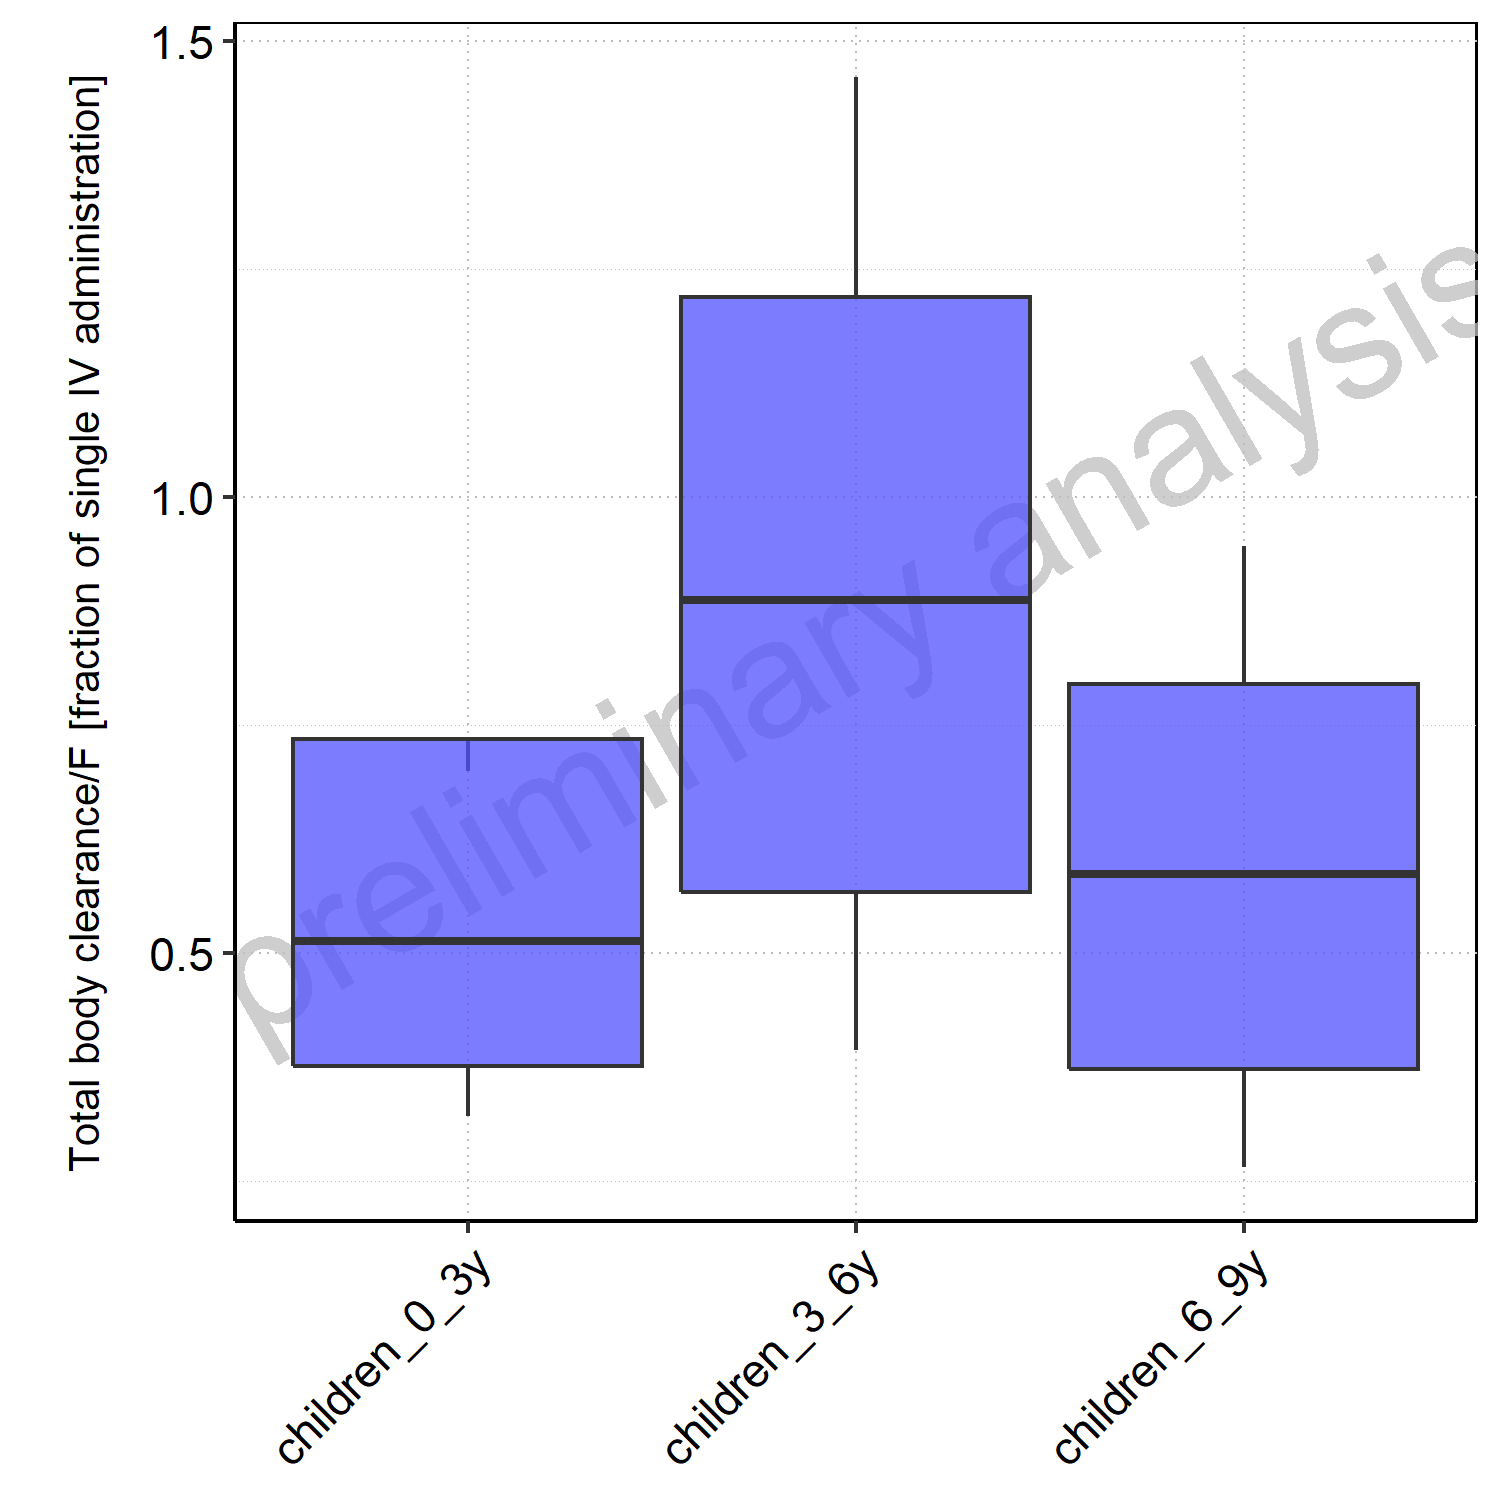 Total body clearance/F [fraction of single IV administration]
1.5
1.0
0.5
preliminary analysis
children_0_3y
children_3_6y
children_6_9y